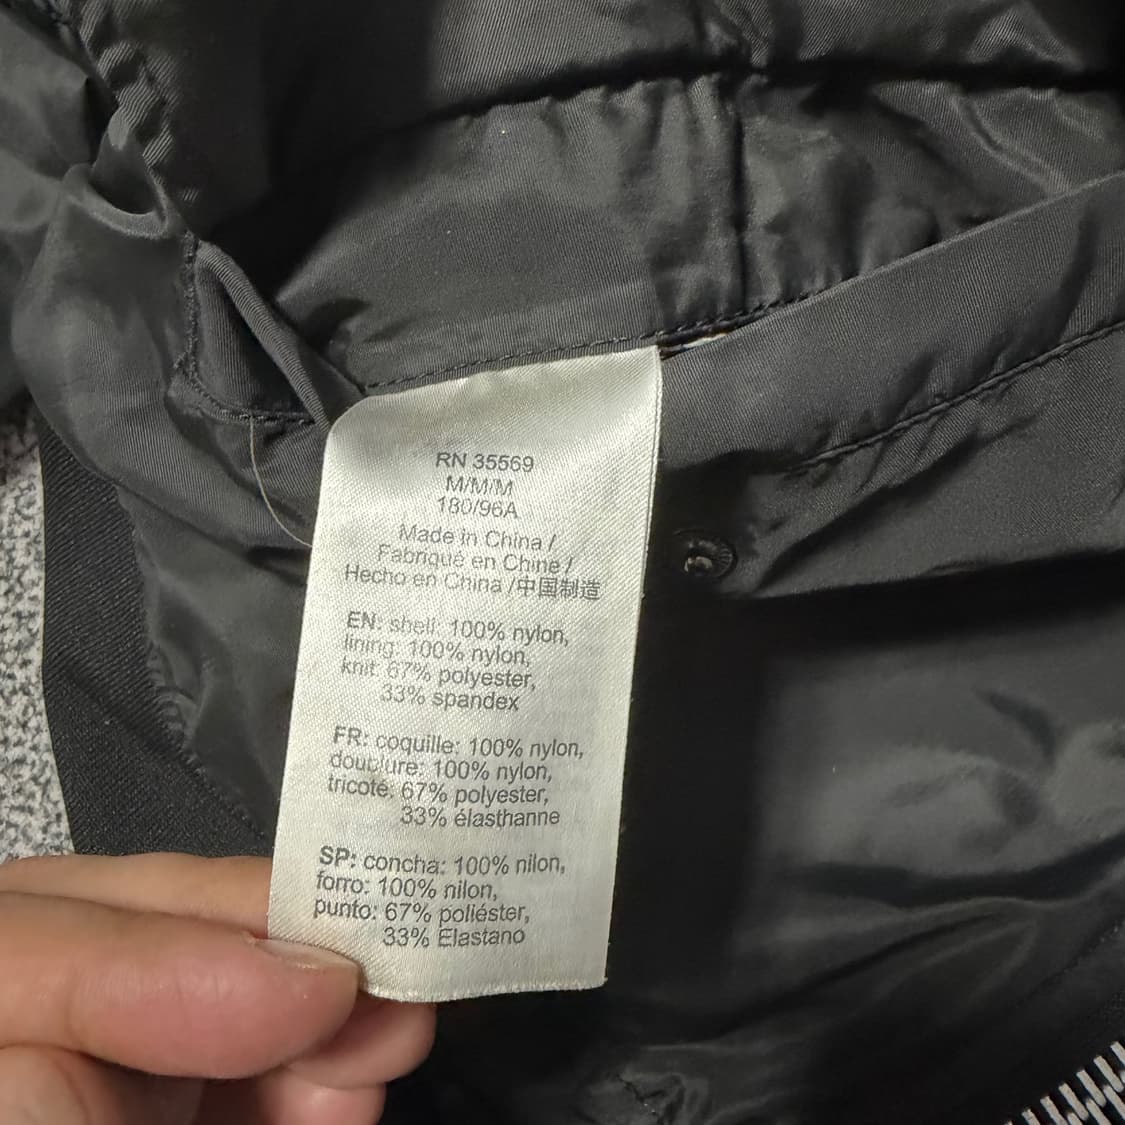 RN 35569
M/M/M
180/96A
Made in China /
Fabriqué en Chine /
Hecho en China /中国制造
EN: shell: 100% nylon,
lining: 100% nylon,
knit: 67% polyester,
33% spandex
FR: coquille: 100% nylon,
doublure: 100% nylon,
tricoté: 67% polyester,
33% élasthanne
SP: concha: 100% nilon,
forro: 100% nilon,
punto: 67% poliéster,
33% Elastano